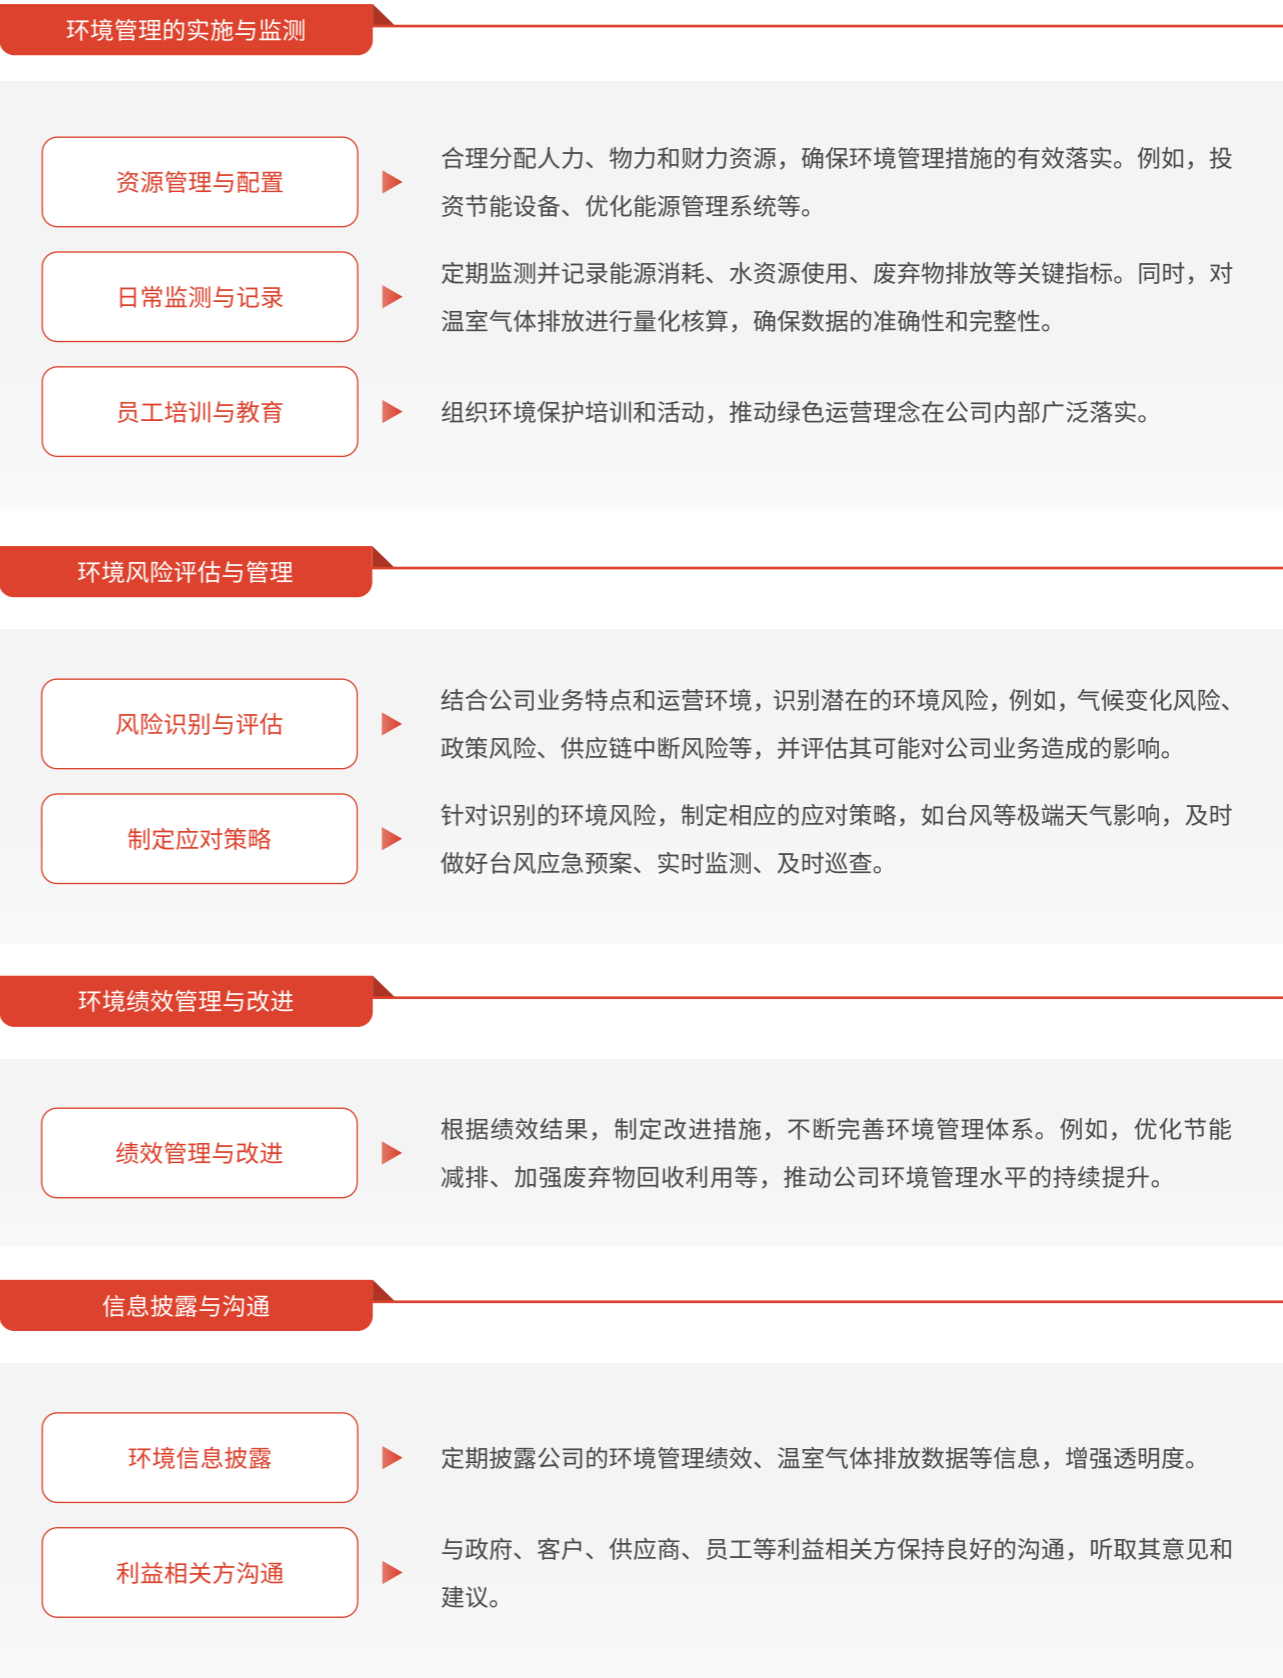 环境管理的实施与监测
资源管理与配置
合理分配人力、物力和财力资源，确保环境管理措施的有效落实。例如，投
资节能设备、优化能源管理系统等。
日常监测与记录
定期监测并记录能源消耗、水资源使用、废弃物排放等关键指标。同时，对
温室气体排放进行量化核算，确保数据的准确性和完整性。
员工培训与教育
组织环境保护培训和活动，推动绿色运营理念在公司内部广泛落实。
环境风险评估与管理
风险识别与评估
结合公司业务特点和运营环境，识别潜在的环境风险，例如，气候变化风险、
政策风险、供应链中断风险等，并评估其可能对公司业务造成的影响。
制定应对策略
针对识别的环境风险，制定相应的应对策略，如台风等极端天气影响，及时
做好台风应急预案、实时监测、及时巡查。
环境绩效管理与改进
绩效管理与改进
根据绩效结果，制定改进措施，不断完善环境管理体系。例如，优化节能
减排、加强废弃物回收利用等，推动公司环境管理水平的持续提升。
信息披露与沟通
环境信息披露
定期披露公司的环境管理绩效、温室气体排放数据等信息，增强透明度。
利益相关方沟通
与政府、客户、供应商、员工等利益相关方保持良好的沟通，听取其意见和
建议。